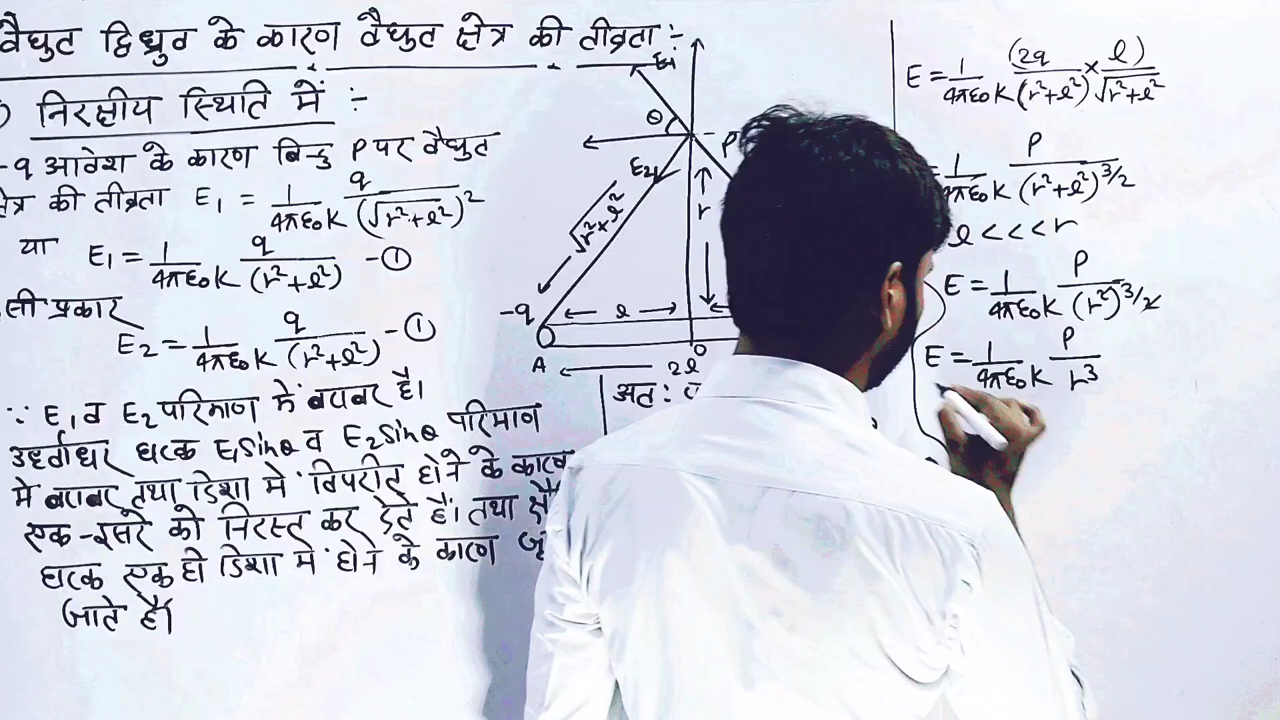 वैधुट द्विध्रुव के कारण वैधुट क्षेत्र की तीव्रता :-
) निरक्षीय स्थिति में :-
-q आवेश के कारण बिन्दु P पर वैधुट
क्षेत्र की तीव्रता E₁ = 1/4πε₀K q/(√r²+l²)²
या E₁ = 1/4πε₀K q/(r²+l²) -①
सी प्रकार
E₂ = 1/4πε₀K q/(r²+l²) -①
∵ E₁ व E₂ परिमाण में बराबर है।
उर्ध्वाधर घटक E₁Sinθ व E₂Sinθ परिमाण
में बराबर तथा दिशा में विपरीत होने के कारण
एक-दूसरे को निरस्त कर देते हैं। तथा क्षै
घटक एक ही दिशा में होने के कारण जु
जाते हैं।
E₁
θ
P
E₂
√r²+l²
r
-q
l
A
O
2l
अतः
E = 1/4πε₀K (2q)/(r²+l²) × l)/√r²+l²
1/4πε₀K P/(r²+l²)^3/2
l<<<r
E = 1/4πε₀K P/(r²)^3/2
E = 1/4πε₀K P/r³